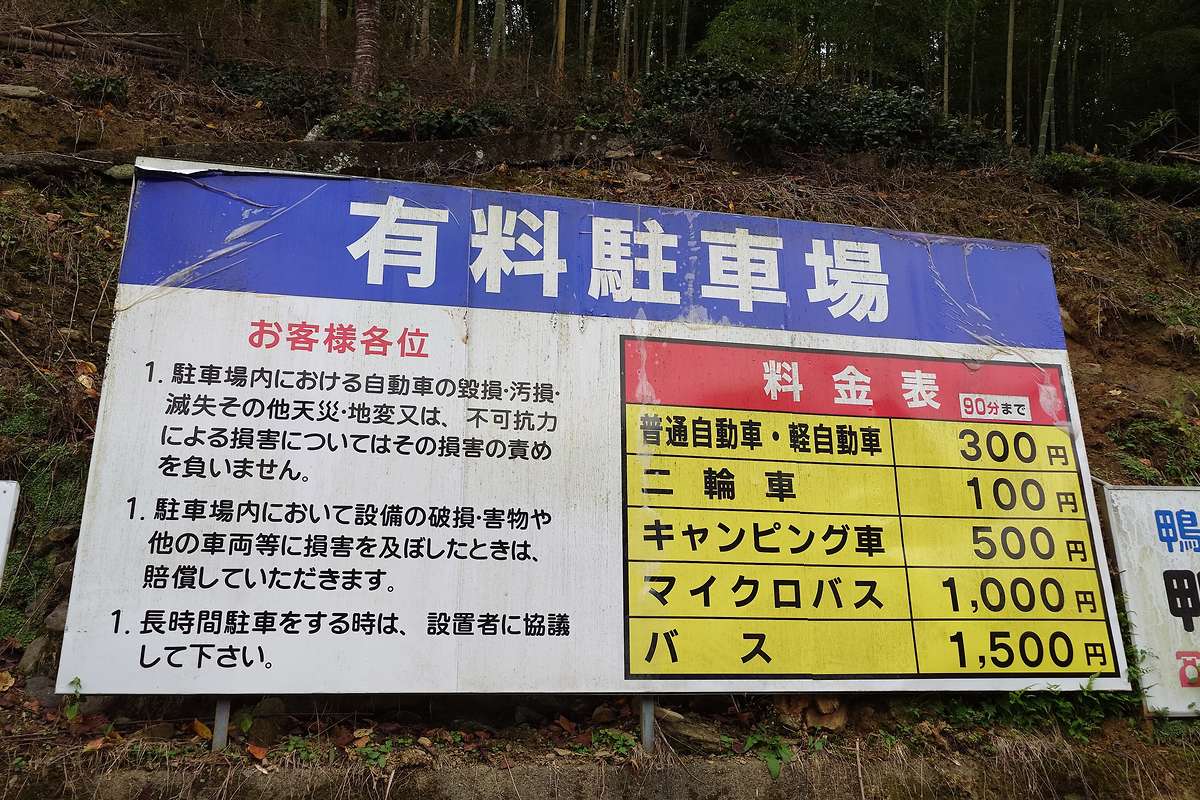 有料駐車場
お客様各位
1. 駐車場内における自動車の毀損・汚損・
滅失その他天災・地変又は、不可抗力
による損害についてはその損害の責め
を負いません。
1. 駐車場内において設備の破損・害物や
他の車両等に損害を及ぼしたときは、
賠償していただきます。
1. 長時間駐車をする時は、設置者に協議
して下さい。
料金表 90分まで
普通自動車・軽自動車 300円
二輪車 100円
キャンピング車 500円
マイクロバス 1,000円
バス 1,500円
鴨